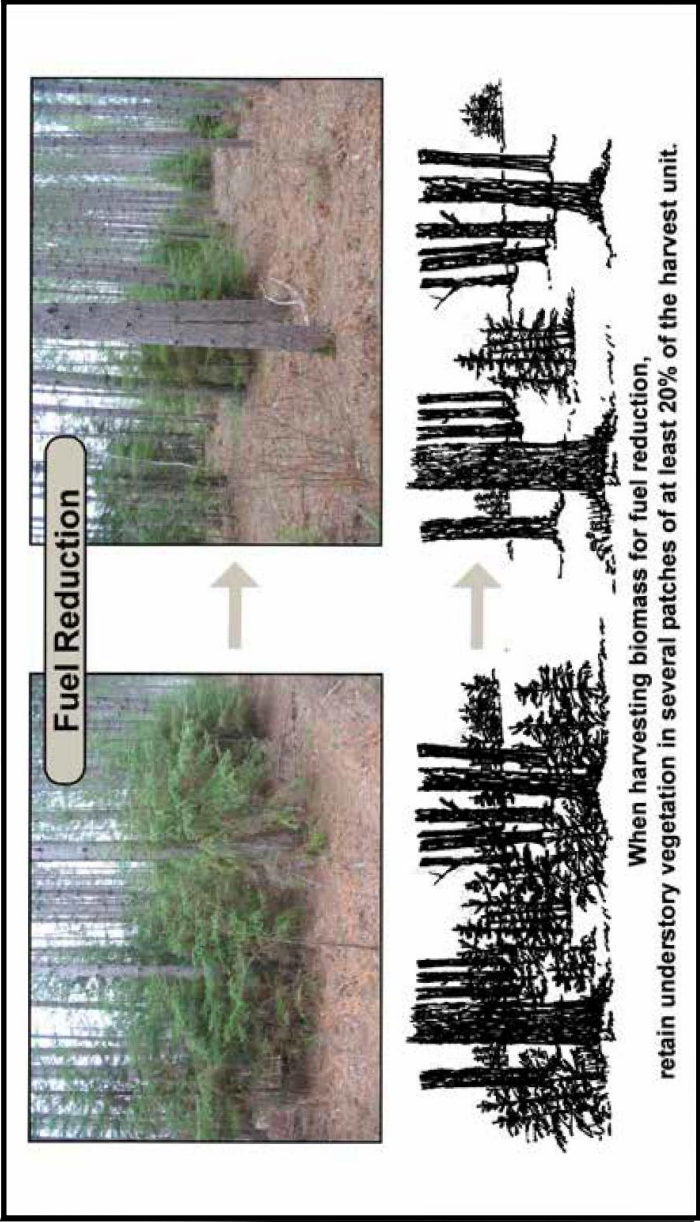 Fuel Reduction
When harvesting biomass for fuel reduction,
retain understory vegetation in several patches of at least 20% of the harvest unit.